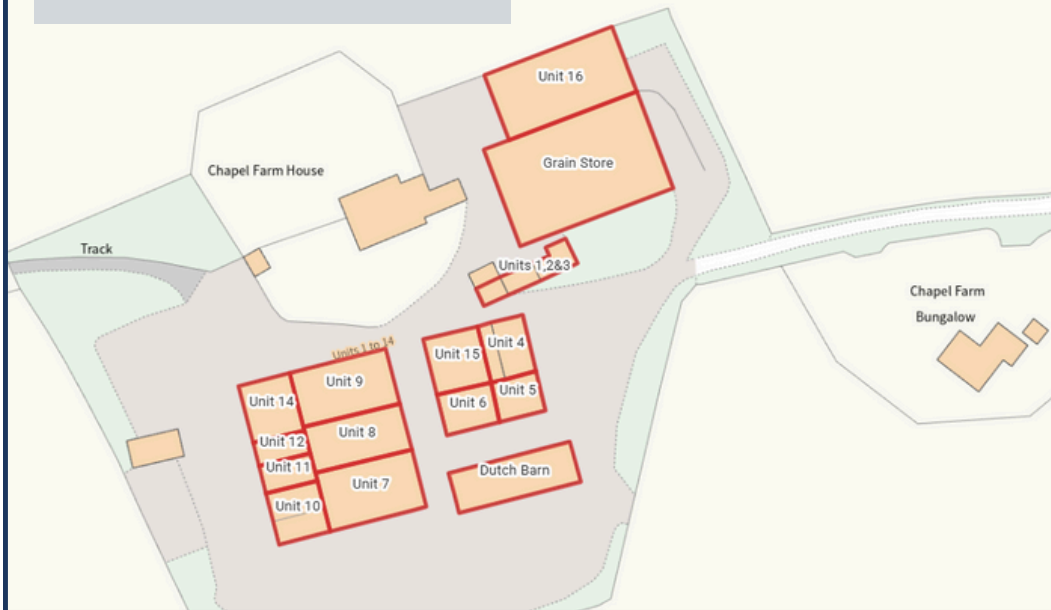 Unit 16
Grain Store
Chapel Farm House
Track
Units 1,2&3
Chapel Farm
Bungalow
Units 1 to 14
Unit 15
Unit 4
Unit 9
Unit 5
Unit 14
Unit 6
Unit 8
Unit 12
Unit 11
Dutch Barn
Unit 7
Unit 10